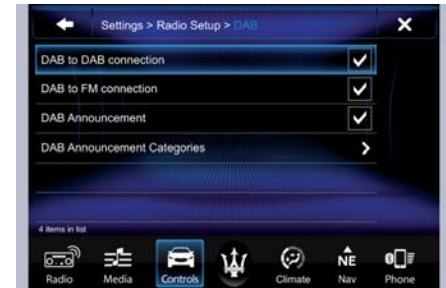 Settings > Radio Setup > DAB
DAB to DAB connection
DAB to FM connection
DAB Announcement
DAB Announcement Categories
4 items in list
Radio Media Controls Climate NE Nav Phone